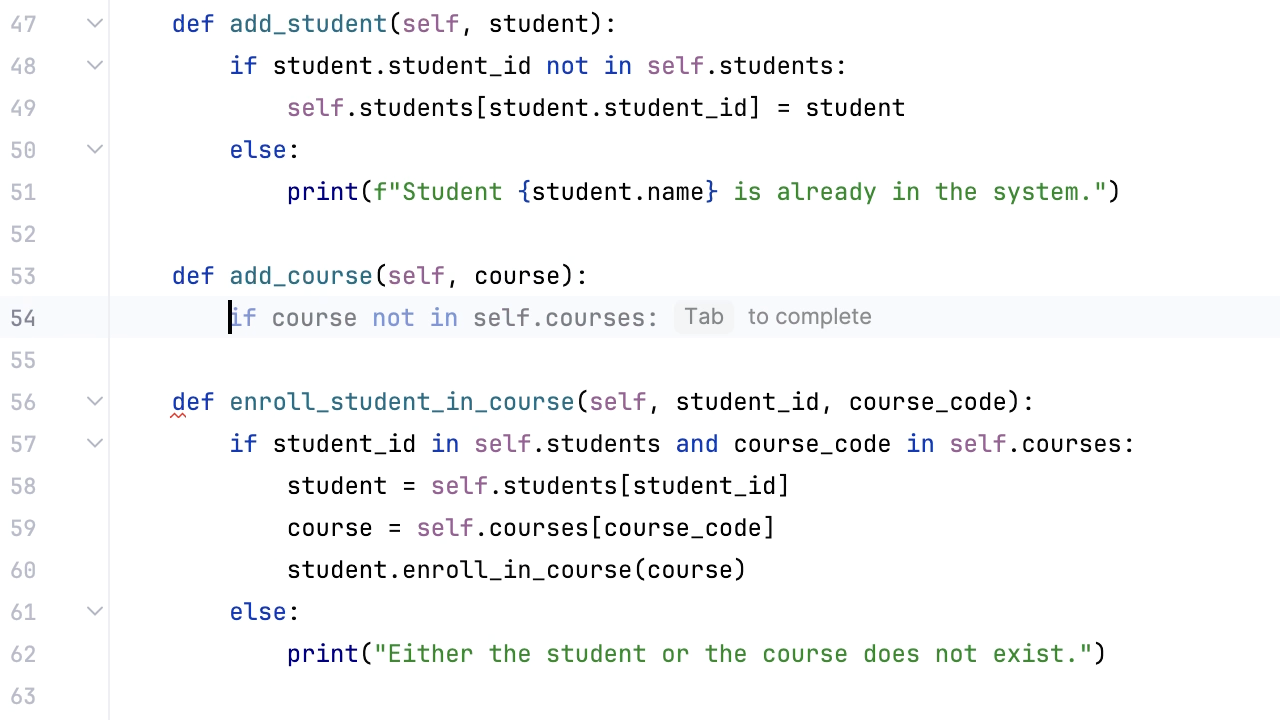 47 def add_student(self, student):
48 if student.student_id not in self.students:
49 self.students[student.student_id] = student
50 else:
51 print(f"Student {student.name} is already in the system.")
52
53 def add_course(self, course):
54 if course not in self.courses: Tab to complete
55
56 def enroll_student_in_course(self, student_id, course_code):
57 if student_id in self.students and course_code in self.courses:
58 student = self.students[student_id]
59 course = self.courses[course_code]
60 student.enroll_in_course(course)
61 else:
62 print("Either the student or the course does not exist.")
63